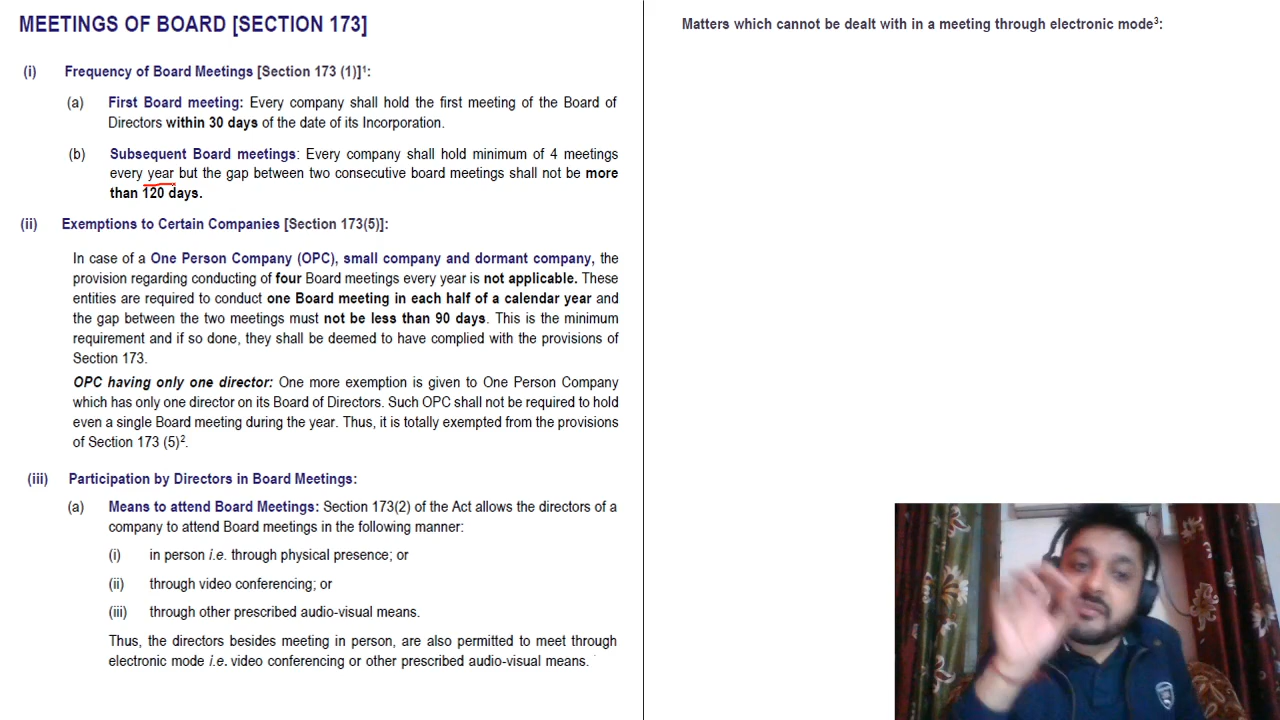 MEETINGS OF BOARD [SECTION 173]
(i) Frequency of Board Meetings [Section 173 (1)]¹:
(a) First Board meeting: Every company shall hold the first meeting of the Board of
Directors within 30 days of the date of its Incorporation.
(b) Subsequent Board meetings: Every company shall hold minimum of 4 meetings
every year but the gap between two consecutive board meetings shall not be more
than 120 days.
(ii) Exemptions to Certain Companies [Section 173(5)]:
In case of a One Person Company (OPC), small company and dormant company, the
provision regarding conducting of four Board meetings every year is not applicable. These
entities are required to conduct one Board meeting in each half of a calendar year and
the gap between the two meetings must not be less than 90 days. This is the minimum
requirement and if so done, they shall be deemed to have complied with the provisions of
Section 173.
OPC having only one director: One more exemption is given to One Person Company
which has only one director on its Board of Directors. Such OPC shall not be required to hold
even a single Board meeting during the year. Thus, it is totally exempted from the provisions
of Section 173 (5)².
(iii) Participation by Directors in Board Meetings:
(a) Means to attend Board Meetings: Section 173(2) of the Act allows the directors of a
company to attend Board meetings in the following manner:
(i) in person i.e. through physical presence; or
(ii) through video conferencing; or
(iii) through other prescribed audio-visual means.
Thus, the directors besides meeting in person, are also permitted to meet through
electronic mode i.e. video conferencing or other prescribed audio-visual means.
Matters which cannot be dealt with in a meeting through electronic mode³: